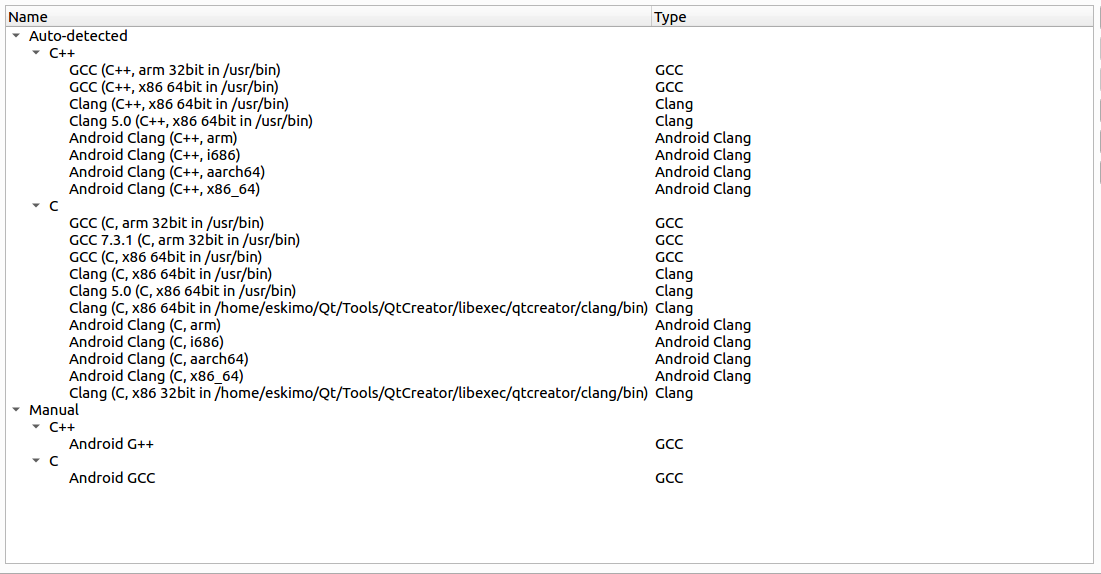 Name Type
Auto-detected
C++
GCC (C++, arm 32bit in /usr/bin) GCC
GCC (C++, x86 64bit in /usr/bin) GCC
Clang (C++, x86 64bit in /usr/bin) Clang
Clang 5.0 (C++, x86 64bit in /usr/bin) Clang
Android Clang (C++, arm) Android Clang
Android Clang (C++, i686) Android Clang
Android Clang (C++, aarch64) Android Clang
Android Clang (C++, x86_64) Android Clang
C
GCC (C, arm 32bit in /usr/bin) GCC
GCC 7.3.1 (C, arm 32bit in /usr/bin) GCC
GCC (C, x86 64bit in /usr/bin) GCC
Clang (C, x86 64bit in /usr/bin) Clang
Clang 5.0 (C, x86 64bit in /usr/bin) Clang
Clang (C, x86 64bit in /home/eskimo/Qt/Tools/QtCreator/libexec/qtcreator/clang/bin) Clang
Android Clang (C, arm) Android Clang
Android Clang (C, i686) Android Clang
Android Clang (C, aarch64) Android Clang
Android Clang (C, x86_64) Android Clang
Clang (C, x86 32bit in /home/eskimo/Qt/Tools/QtCreator/libexec/qtcreator/clang/bin) Clang
Manual
C++
Android G++ GCC
C
Android GCC GCC